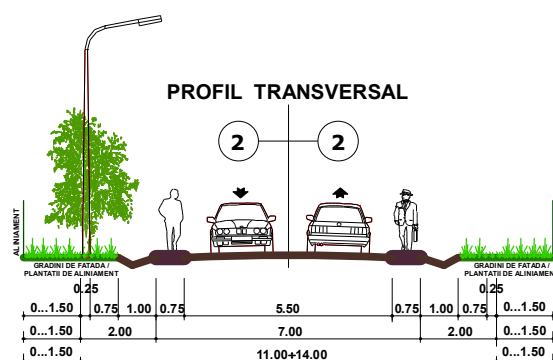 PROFIL TRANSVERSAL
2 2
ALINIAMENT
GRADINI DE FATADA /
PLANTATII DE ALINIAMENT
GRADINI DE FATADA /
PLANTATII DE ALINIAMEN
0.25 0.25
0...1.50 0.75 1.00 0.75 5.50 0.75 1.00 0.75 0...1.50
0...1.50 2.00 7.00 2.00 0...1.50
0...1.50 11.00+14.00 0...1.50